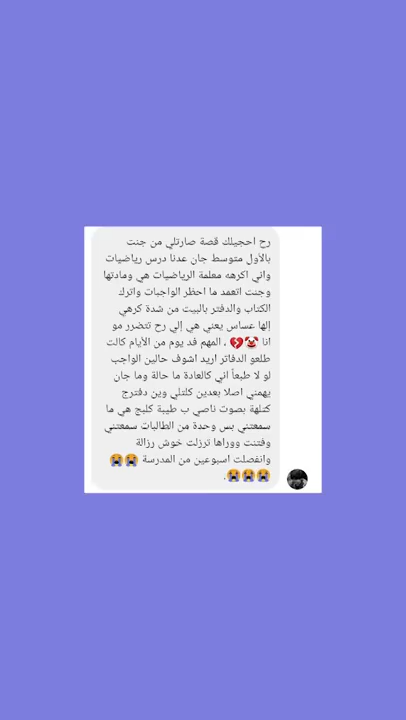 رح احجيلك قصة صارتلي من جنت
بالأول متوسط جان عدنا درس رياضيات
واني اكرهه معلمة الرياضيات هي ومادتها
وجنت اتعمد ما احظر الواجبات واترك
الكتاب والدفتر بالبيت من شدة كرهي
إلها عساس يعني هي إلي رح تتضرر مو
انا 🤡💔 ، المهم فد يوم من الأيام كالت
طلعو الدفاتر اريد اشوف حالين الواجب
لو لا طبعاً اني كالعادة ما حالة وما جان
يهمني اصلا بعدين كلتلي وين دفترج
كتلهة بصوت ناصي ب طيبة كلبج هي ما
سمعتني بس وحدة من الطالبات سمعتني
وفتنت ووراها ترزلت خوش رزالة
وانفصلت اسبوعين من المدرسة 😭😭
😭😭😭.